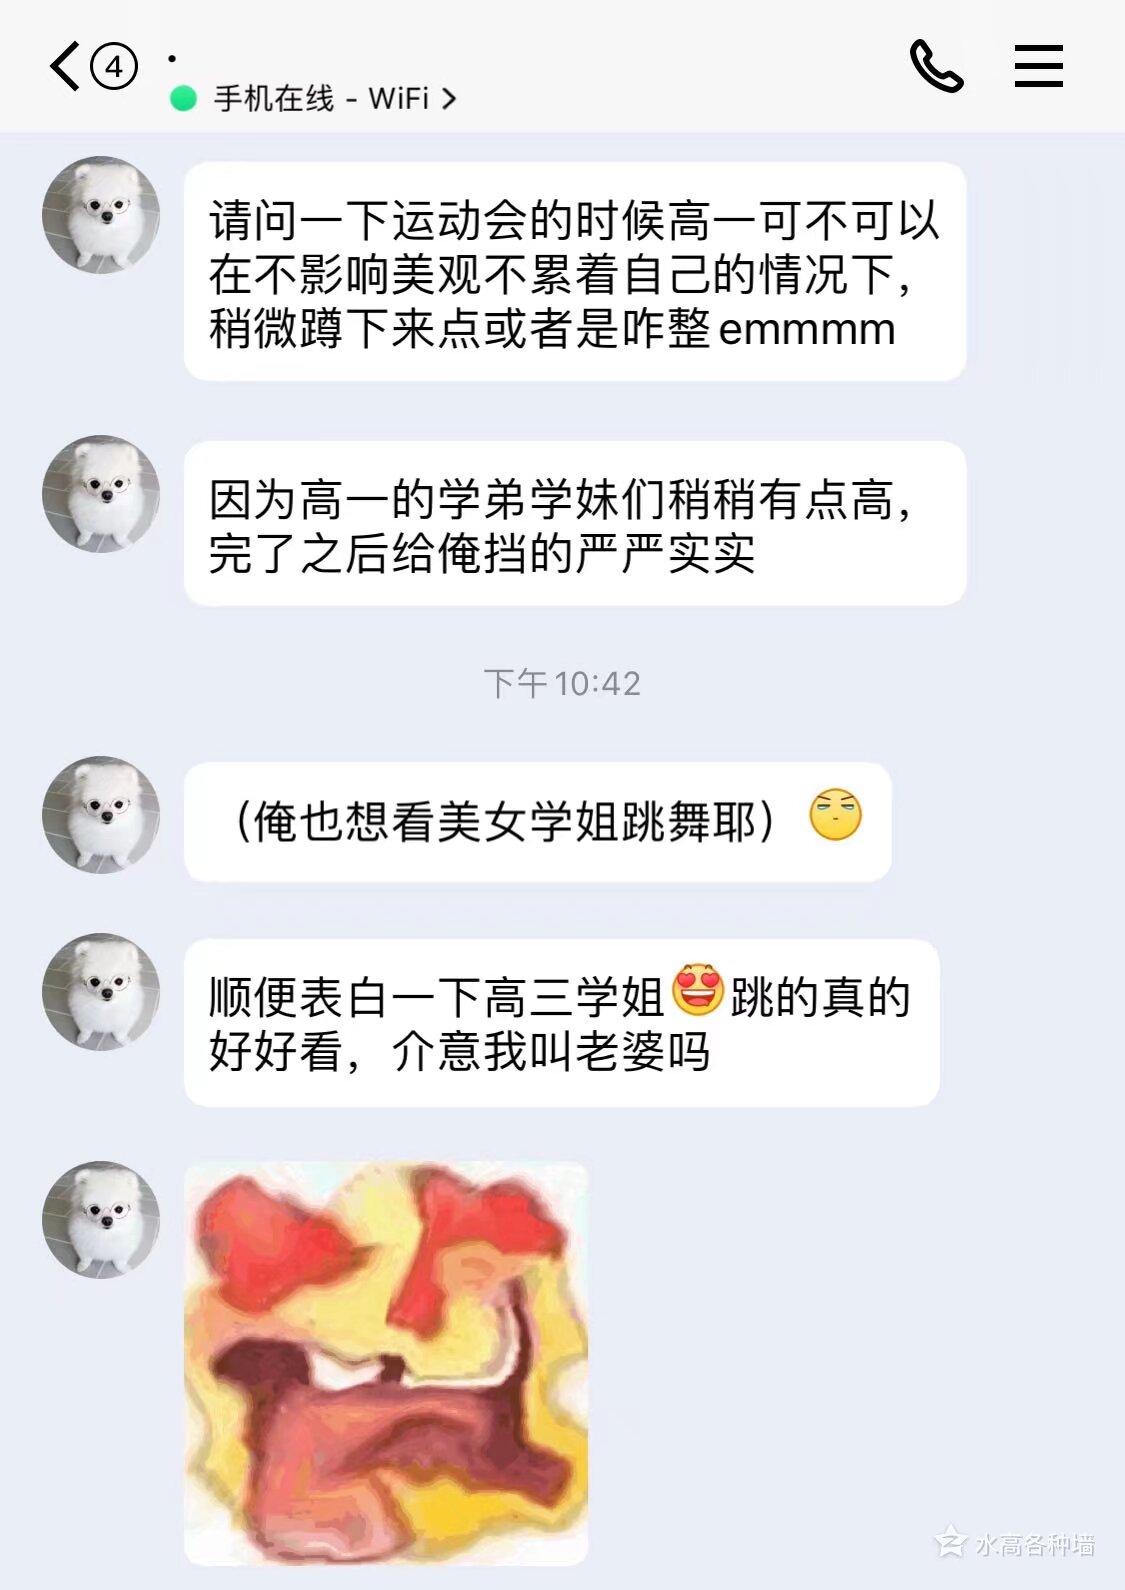 4
.
手机在线 - WiFi
请问一下运动会的时候高一可不可以
在不影响美观不累着自己的情况下，
稍微蹲下来点或者是咋整emmmm
因为高一的学弟学妹们稍稍有点高，
完了之后给俺挡的严严实实
下午10:42
（俺也想看美女学姐跳舞耶）
顺便表白一下高三学姐😍跳的真的
好好看，介意我叫老婆吗
水高各种墙